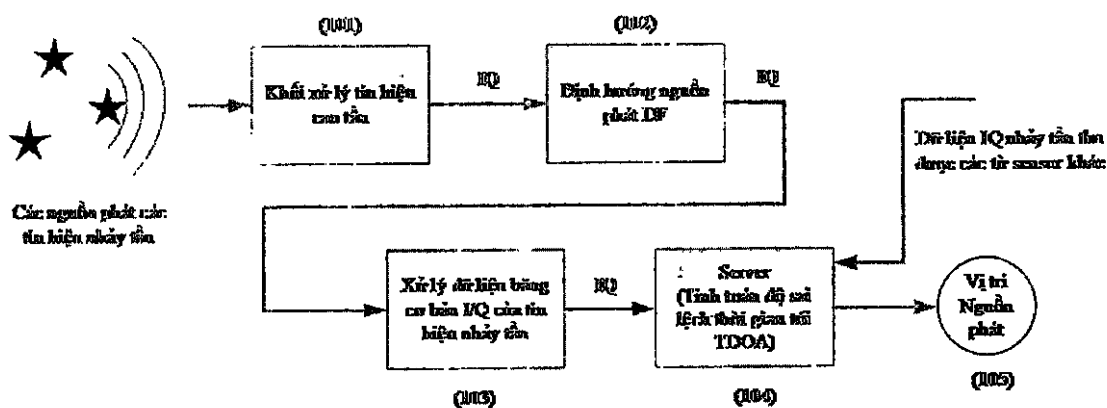 (101)
(102)
Khối xử lý tín hiệu
cao tần
IQ
Định hướng nguồn
phát DF
IQ
Dữ liệu IQ nhảy tần thu
được các từ sensor khác
Các nguồn phát các
tín hiệu nhảy tần
Xử lý dữ liệu băng
cơ bản I/Q của tín
hiệu nhảy tần
IQ
Server
(Tính toán độ sai
lệch thời gian tới
TDOA)
Vị trí
Nguồn
phát
(103)
(104)
(105)